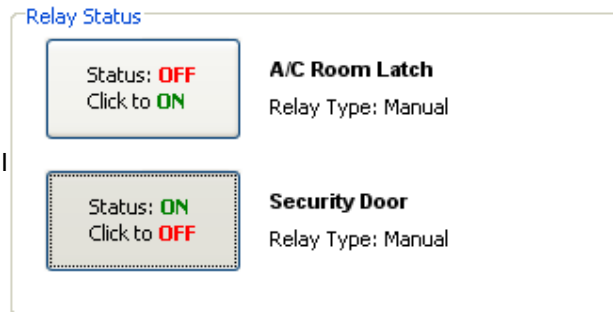 Relay Status
Status: OFF
Click to ON
A/C Room Latch
Relay Type: Manual
l
Status: ON
Click to OFF
Security Door
Relay Type: Manual